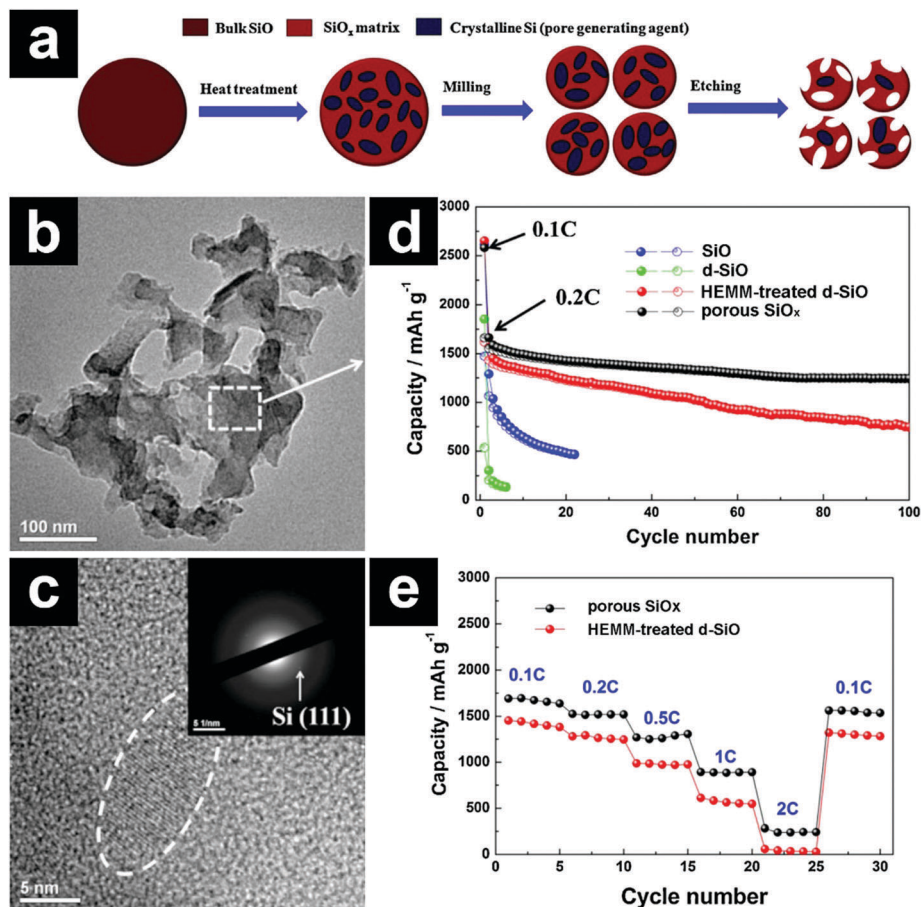 a
Bulk SiO
SiOₓ matrix
Crystalline Si (pore generating agent)
Heat treatment
Milling
Etching
b
100 nm
c
Si (111)
5 1/nm
5 nm
d
3000
2500
2000
1500
1000
500
0
Capacity / mAh g⁻¹
0.1C
0.2C
SiO
d-SiO
HEMM-treated d-SiO
porous SiOₓ
0
20
40
60
80
100
Cycle number
e
3000
2500
2000
1500
1000
500
0
Capacity / mAh g⁻¹
porous SiOx
HEMM-treated d-SiO
0.1C
0.2C
0.5C
1C
2C
0.1C
0
5
10
15
20
25
30
Cycle number